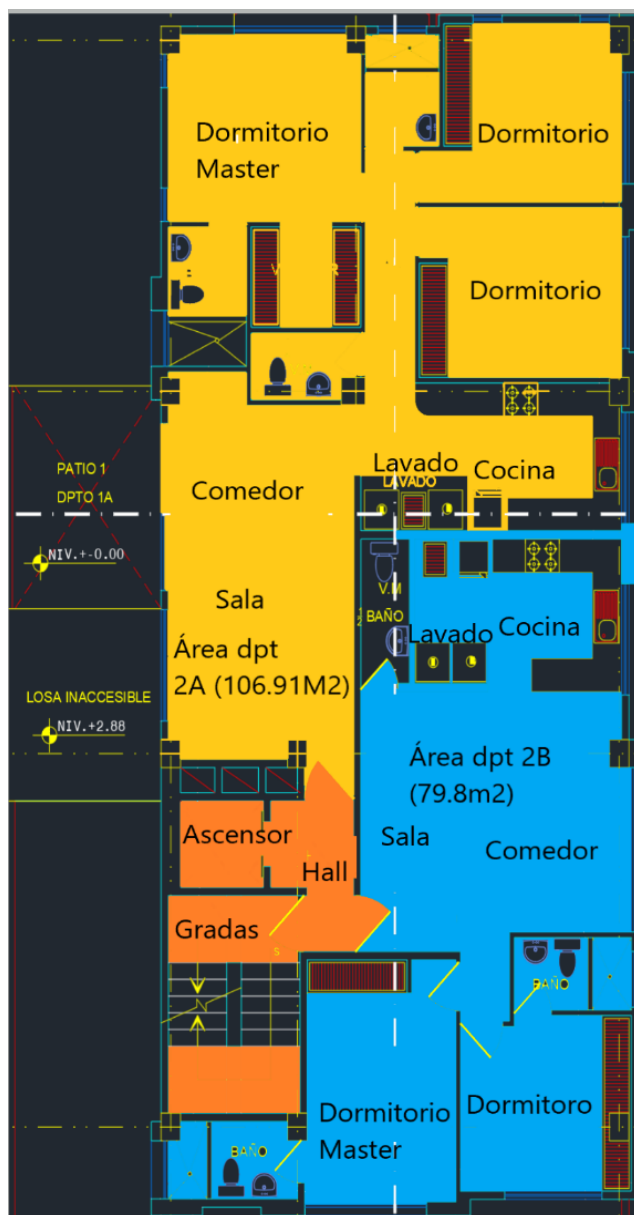 Dormitorio
Master
Dormitorio
Dormitorio
PATIO 1
DPTO 1A
NIV.+-0.00
Comedor
Lavado
LAVADO
Cocina
V.M
BAÑO
Lavado
Cocina
Sala
Área dpt
2A (106.91M2)
LOSA INACCESIBLE
NIV.+2.88
Área dpt 2B
(79.8m2)
Sala
Comedor
Ascensor
Hall
Gradas
S
N
BAÑO
Dormitorio
Master
Dormitoro
BAÑO